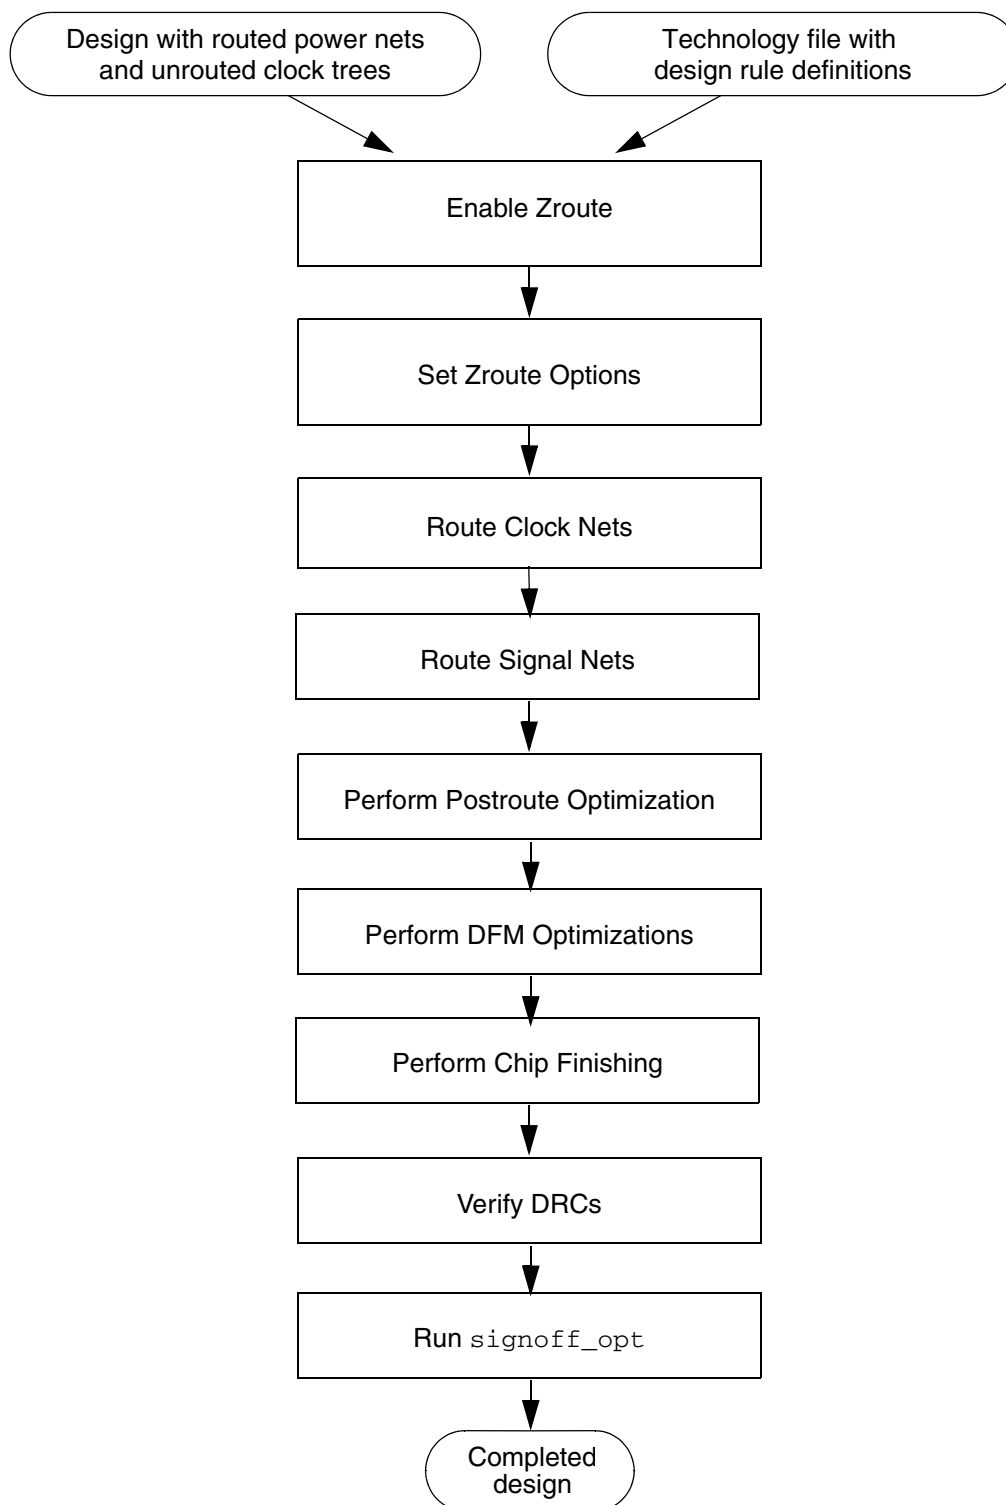 Design with routed power nets
and unrouted clock trees
Technology file with
design rule definitions
Enable Zroute
Set Zroute Options
Route Clock Nets
Route Signal Nets
Perform Postroute Optimization
Perform DFM Optimizations
Perform Chip Finishing
Verify DRCs
Run signoff_opt
Completed
design